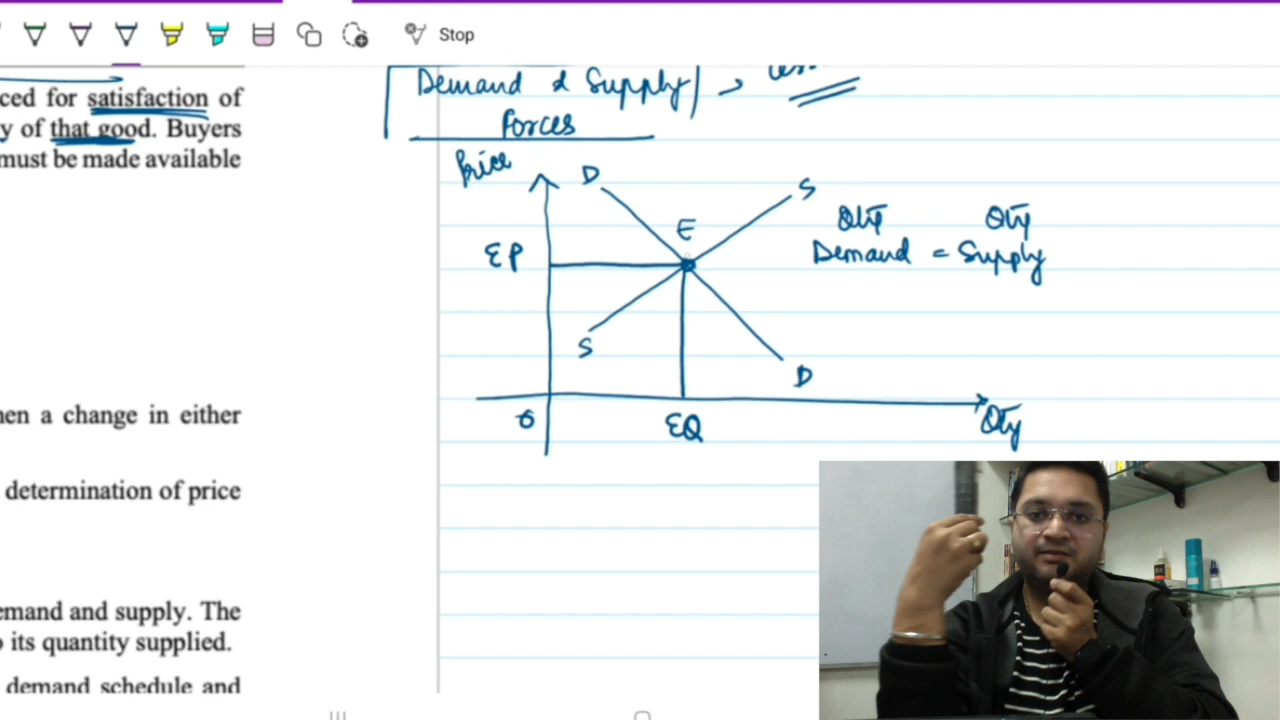 Stop
ced for satisfaction of
y of that good. Buyers
must be made available
hen a change in either
determination of price
emand and supply. The
its quantity supplied.
demand schedule and
Demand & Supply
Forces
Price
D
S
E
EP
S
D
O
EQ
Qty
Qty Qty
Demand = Supply